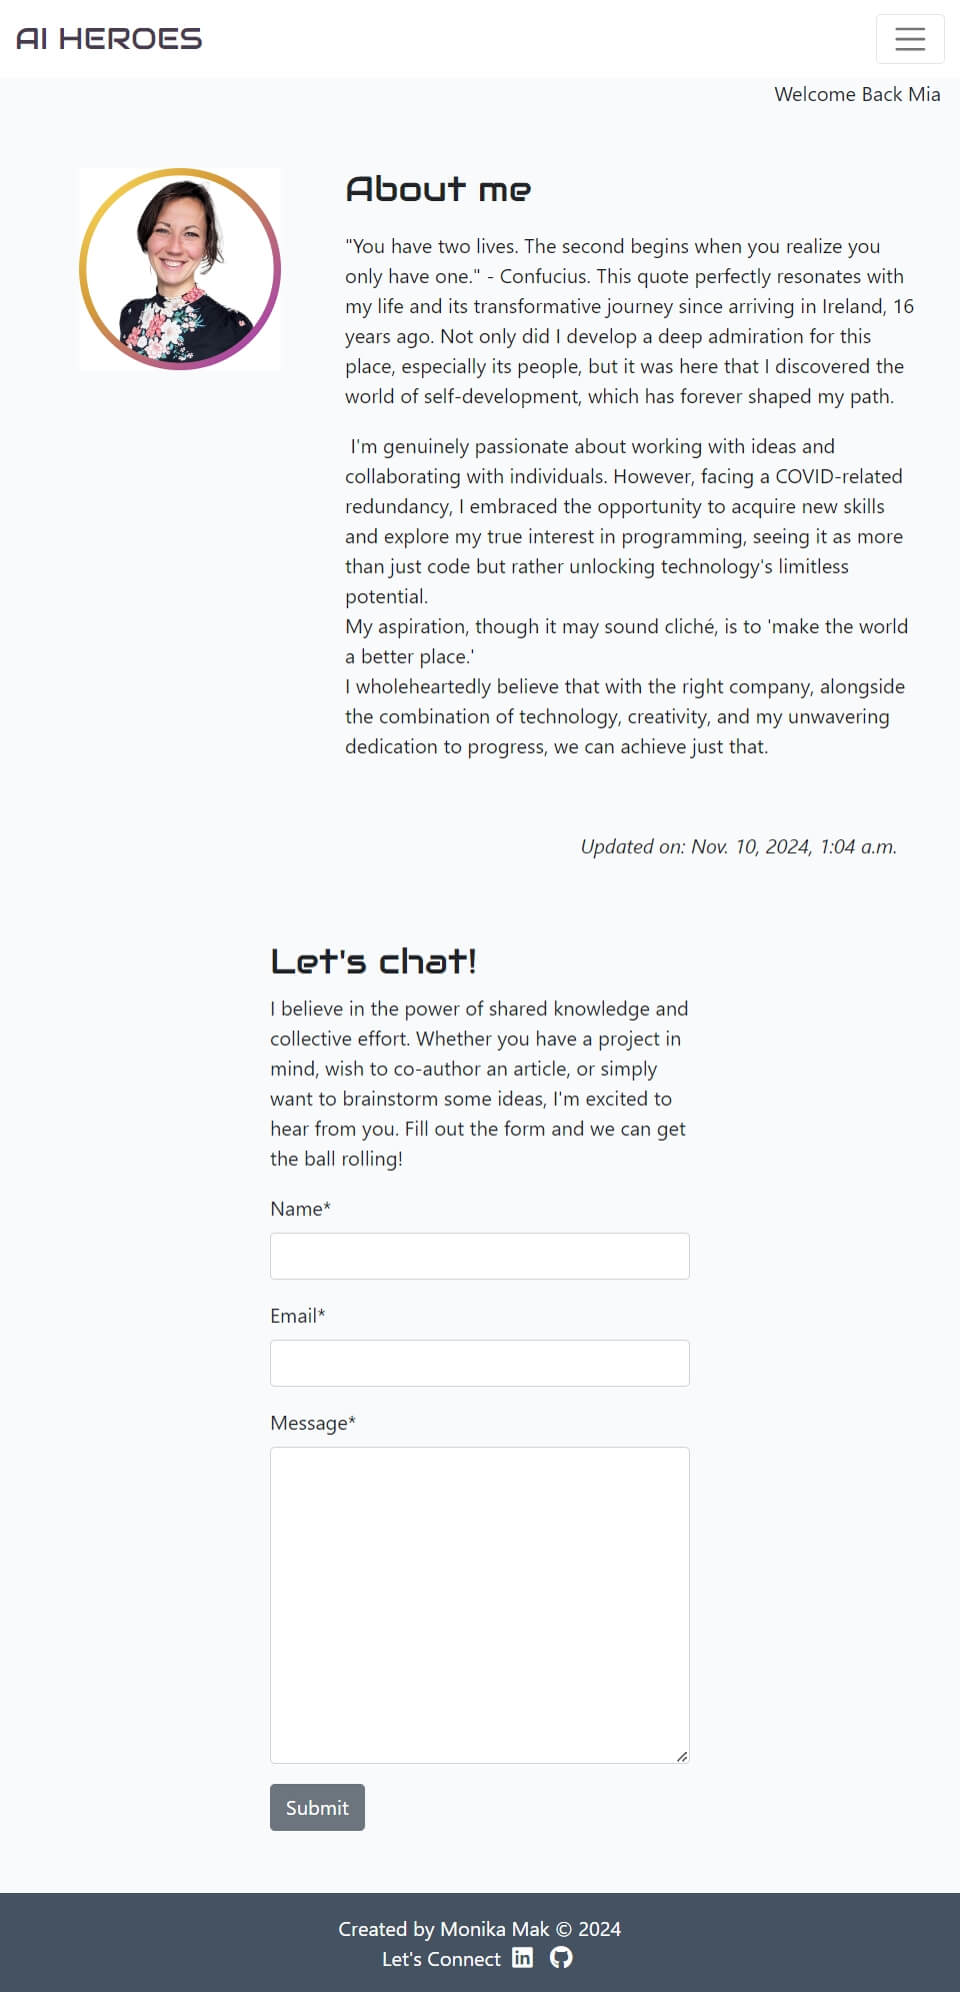 AI HEROES
Welcome Back Mia
About me
"You have two lives. The second begins when you realize you
only have one." - Confucius. This quote perfectly resonates with
my life and its transformative journey since arriving in Ireland, 16
years ago. Not only did I develop a deep admiration for this
place, especially its people, but it was here that I discovered the
world of self-development, which has forever shaped my path.
I'm genuinely passionate about working with ideas and
collaborating with individuals. However, facing a COVID-related
redundancy, I embraced the opportunity to acquire new skills
and explore my true interest in programming, seeing it as more
than just code but rather unlocking technology's limitless
potential.
My aspiration, though it may sound cliché, is to 'make the world
a better place.'
I wholeheartedly believe that with the right company, alongside
the combination of technology, creativity, and my unwavering
dedication to progress, we can achieve just that.
Updated on: Nov. 10, 2024, 1:04 a.m.
Let's chat!
I believe in the power of shared knowledge and
collective effort. Whether you have a project in
mind, wish to co-author an article, or simply
want to brainstorm some ideas, I'm excited to
hear from you. Fill out the form and we can get
the ball rolling!
Name*
Email*
Message*
Submit
Created by Monika Mak © 2024
Let's Connect in